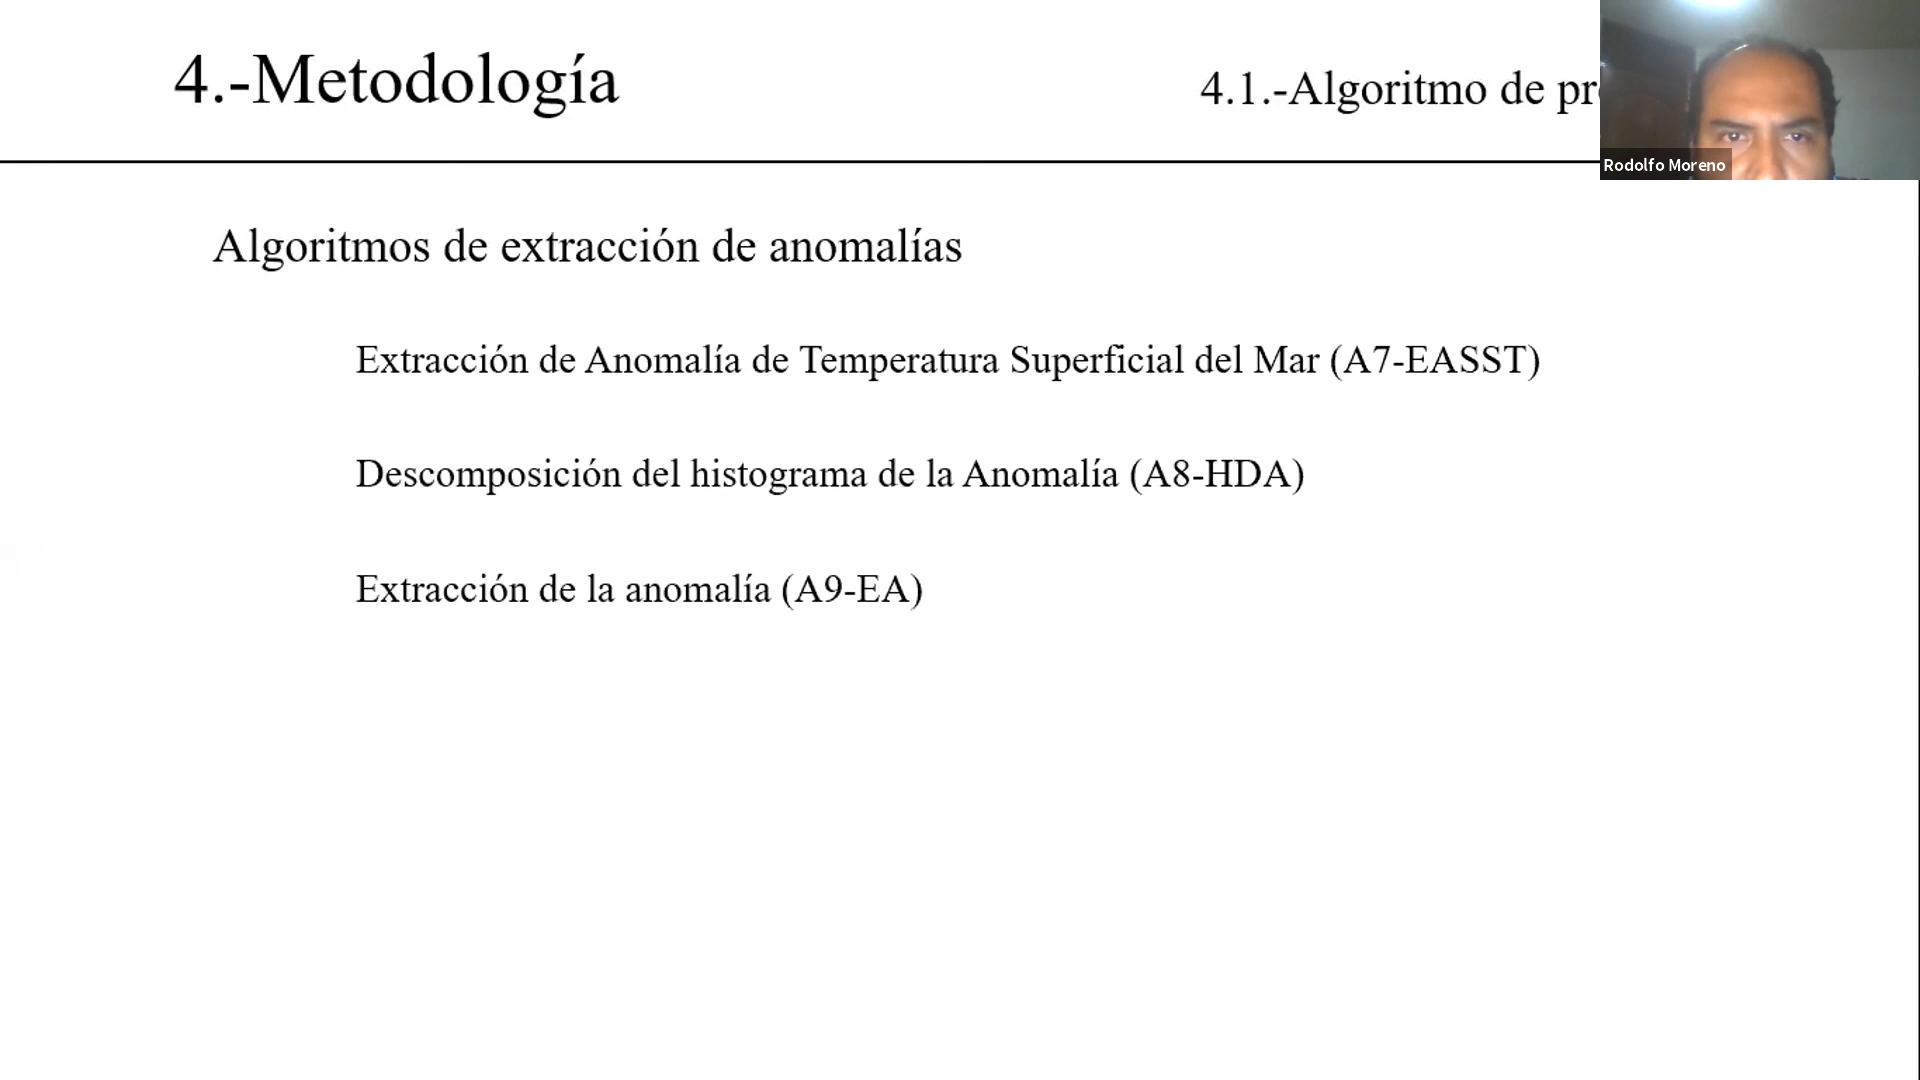 4.-Metodología
4.1.-Algoritmo de
Rodolfo Moreno
Algoritmos de extracción de anomalías
Extracción de Anomalía de Temperatura Superficial del Mar (A7-EASST)
Descomposición del histograma de la Anomalía (A8-HDA)
Extracción de la anomalía (A9-EA)